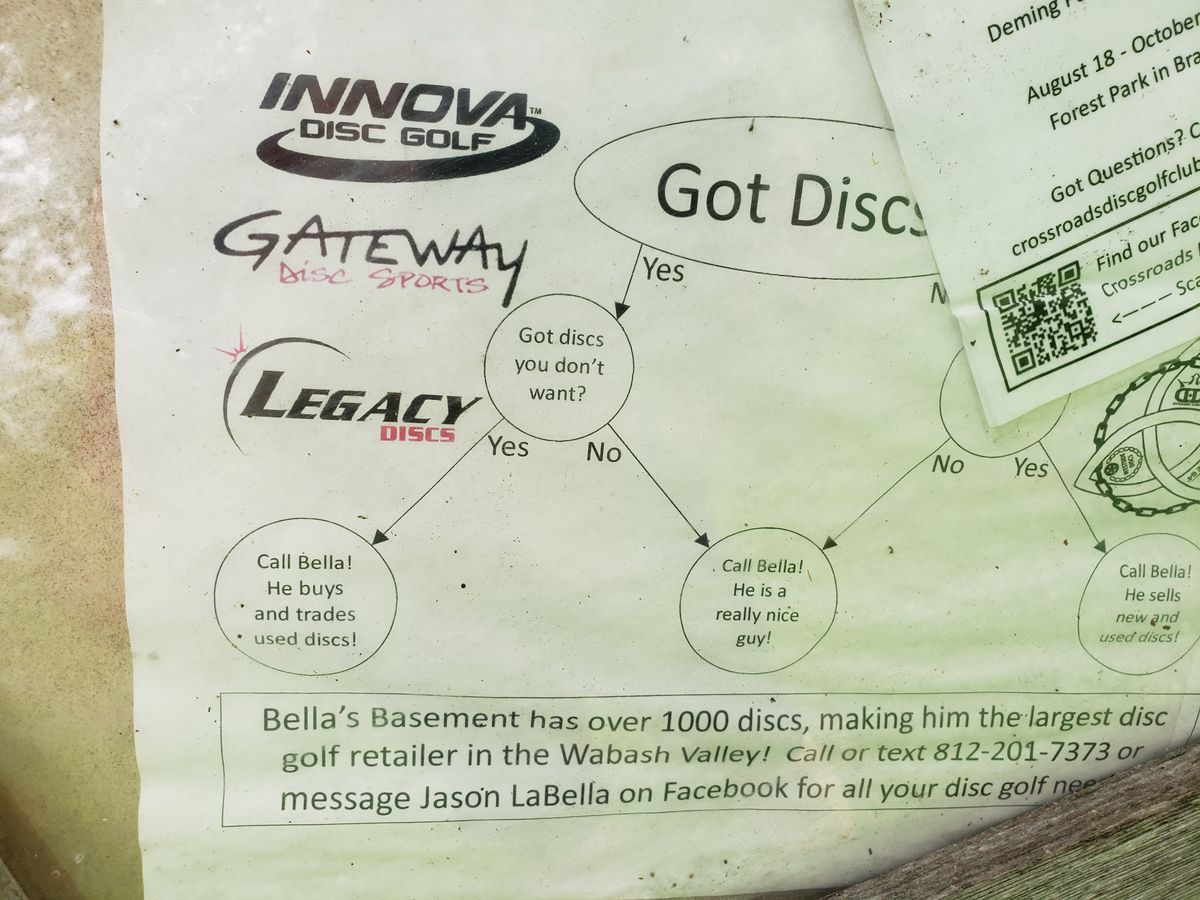 INNOVA™
DISC GOLF
GATEWAY
DISC SPORTS
LEGACY
DISCS
Got Discs
Yes
Got discs
you don't
want?
Yes
No
No
Yes
Call Bella!
He buys
and trades
used discs!
Call Bella!
He is a
really nice
guy!
Call Bella!
He sells
new and
used discs!
Bella's Basement has over 1000 discs, making him the largest disc
golf retailer in the Wabash Valley! Call or text 812-201-7373 or
message Jason LaBella on Facebook for all your disc golf
Deming
August 18 - October
Forest Park in
Got Questions?
crossroadsdiscgolfclub
Find our
Crossroads
<----